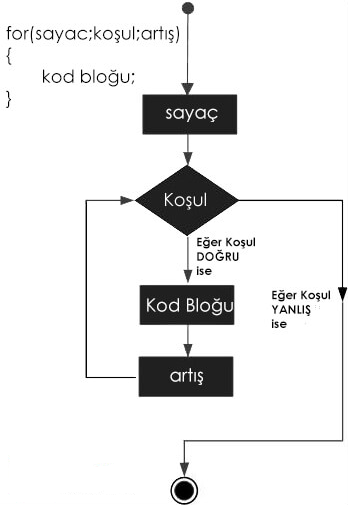 for(sayac;koşul;artış)
{
kod bloğu;
}
sayaç
Koşul
Eğer Koşul
DOĞRU
ise
Kod Bloğu
Eğer Koşul
YANLIŞ
ise
artış